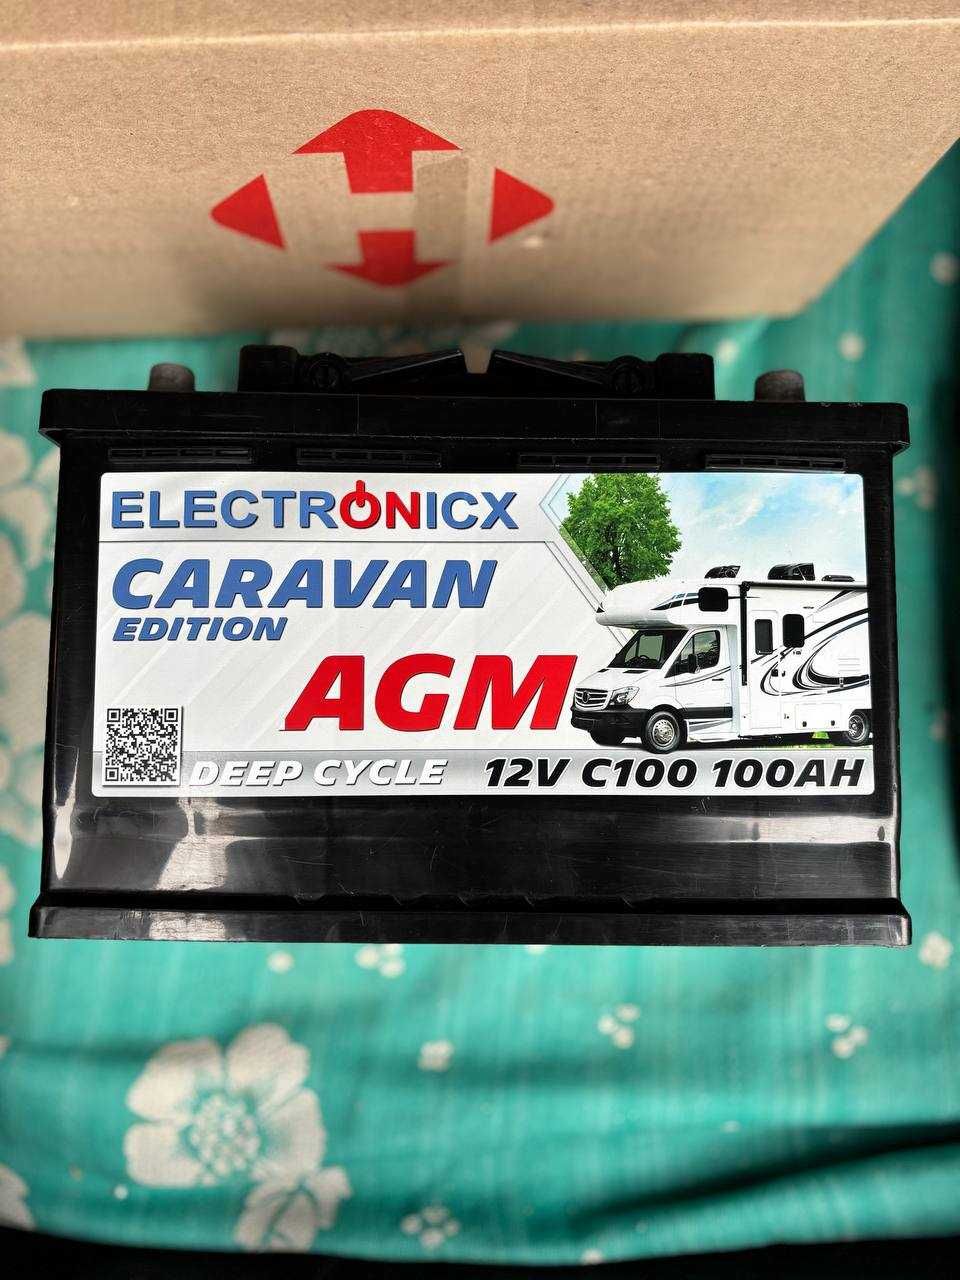 ELECTRONICX
CARAVAN
EDITION
AGM
DEEP CYCLE 12V C100 100AH